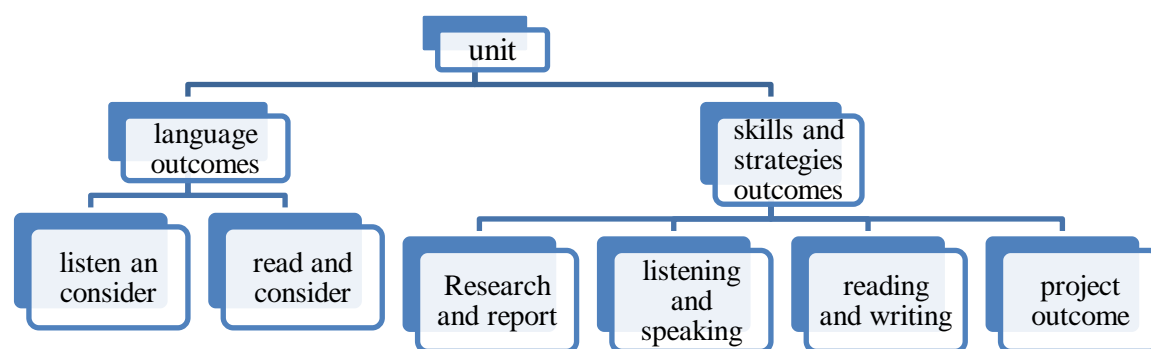 unit
language
outcomes
skills and
strategies
outcomes
listen an
consider
read and
consider
Research
and report
listening
and
speaking
reading
and writing
project
outcome